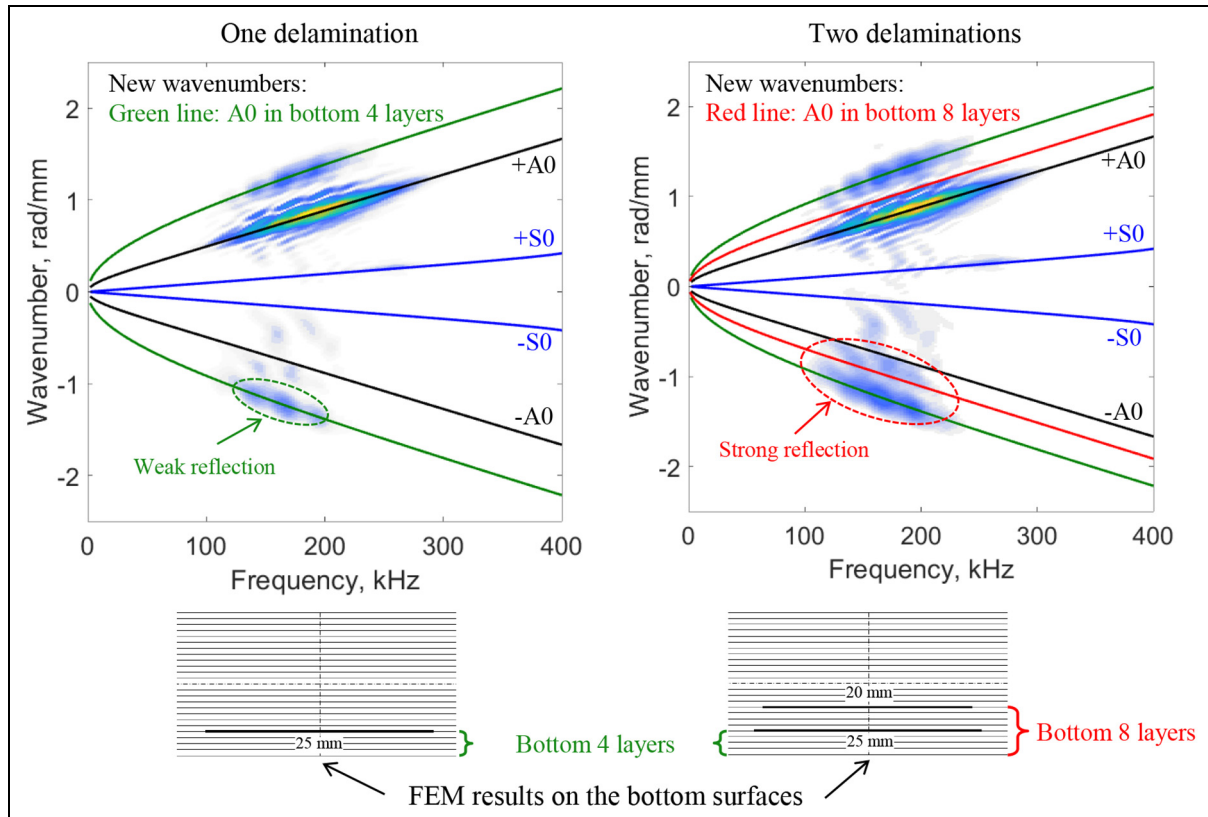 One delamination
New wavenumbers:
Green line: A0 in bottom 4 layers
2
1
0
-1
-2
Wavenumber, rad/mm
+A0
+S0
-S0
-A0
Weak reflection
0
100
200
300
400
Frequency, kHz
Two delaminations
New wavenumbers:
Red line: A0 in bottom 8 layers
2
1
0
-1
-2
Wavenumber, rad/mm
+A0
+S0
-S0
-A0
Strong reflection
0
100
200
300
400
Frequency, kHz
25 mm
Bottom 4 layers
20 mm
25 mm
Bottom 8 layers
FEM results on the bottom surfaces